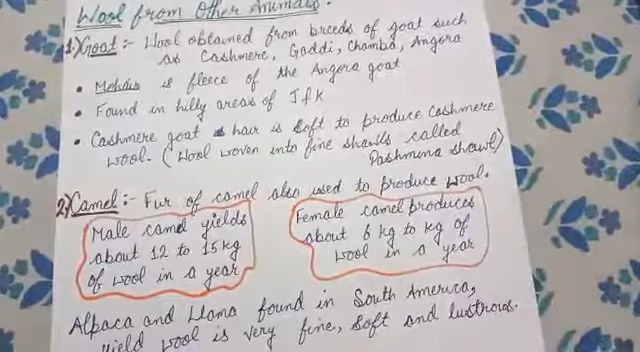 Wool from Other Animals.
1) Goat :- Wool obtained from breeds of goat such
as Cashmere, Gaddi, Chamba, Angora
• Mohair is fleece of the Angora goat
• Found in hilly areas of J & K
• Cashmere goat hair is soft to produce Cashmere
wool. (Wool woven into fine shawls called
Pashmina shawl)
2) Camel :- Fur of camel also used to produce wool.
Male camel yields
about 12 to 15 kg
of wool in a year
Female camel produces
about 6 kg to kg of
wool in a year
Alpaca and Llama found in South America,
yield wool is very fine, soft and lustrous.